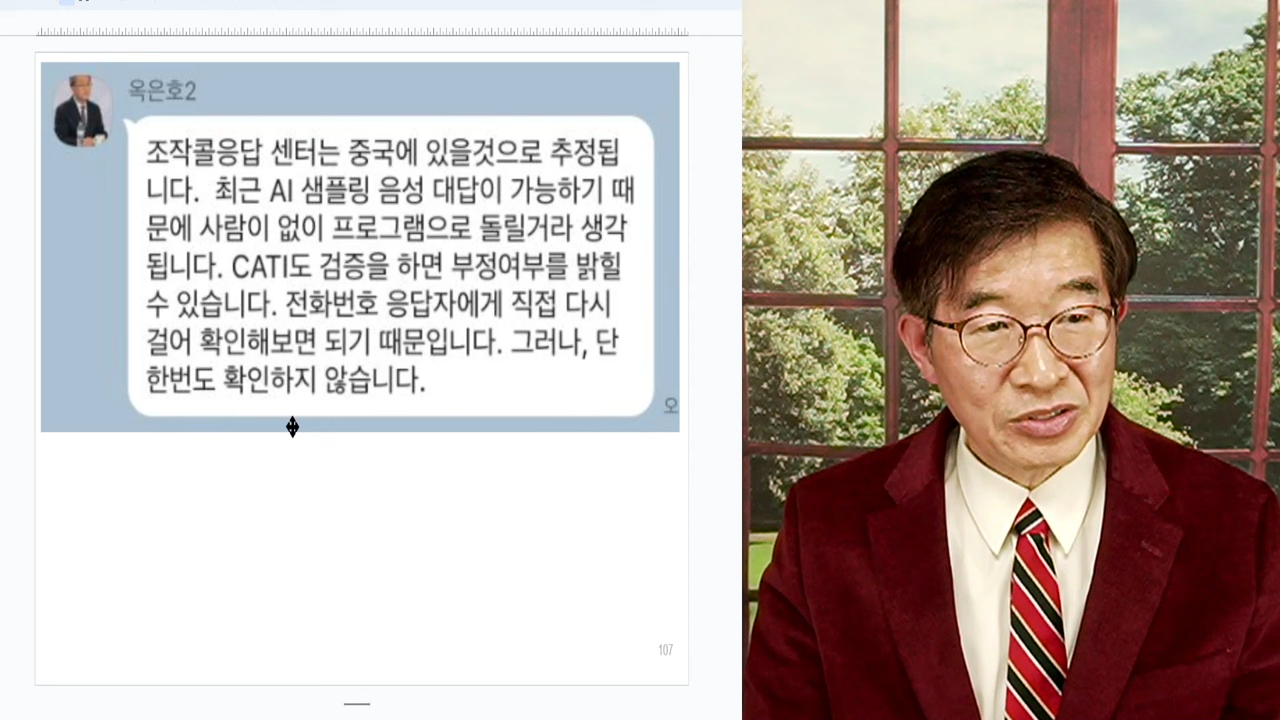 옥은호2
조작콜응답 센터는 중국에 있을것으로 추정됩
니다. 최근 AI 샘플링 음성 대답이 가능하기 때
문에 사람이 없이 프로그램으로 돌릴거라 생각
됩니다. CATI도 검증을 하면 부정여부를 밝힐
수 있습니다. 전화번호 응답자에게 직접 다시
걸어 확인해보면 되기 때문입니다. 그러나, 단
한번도 확인하지 않습니다.
오
107